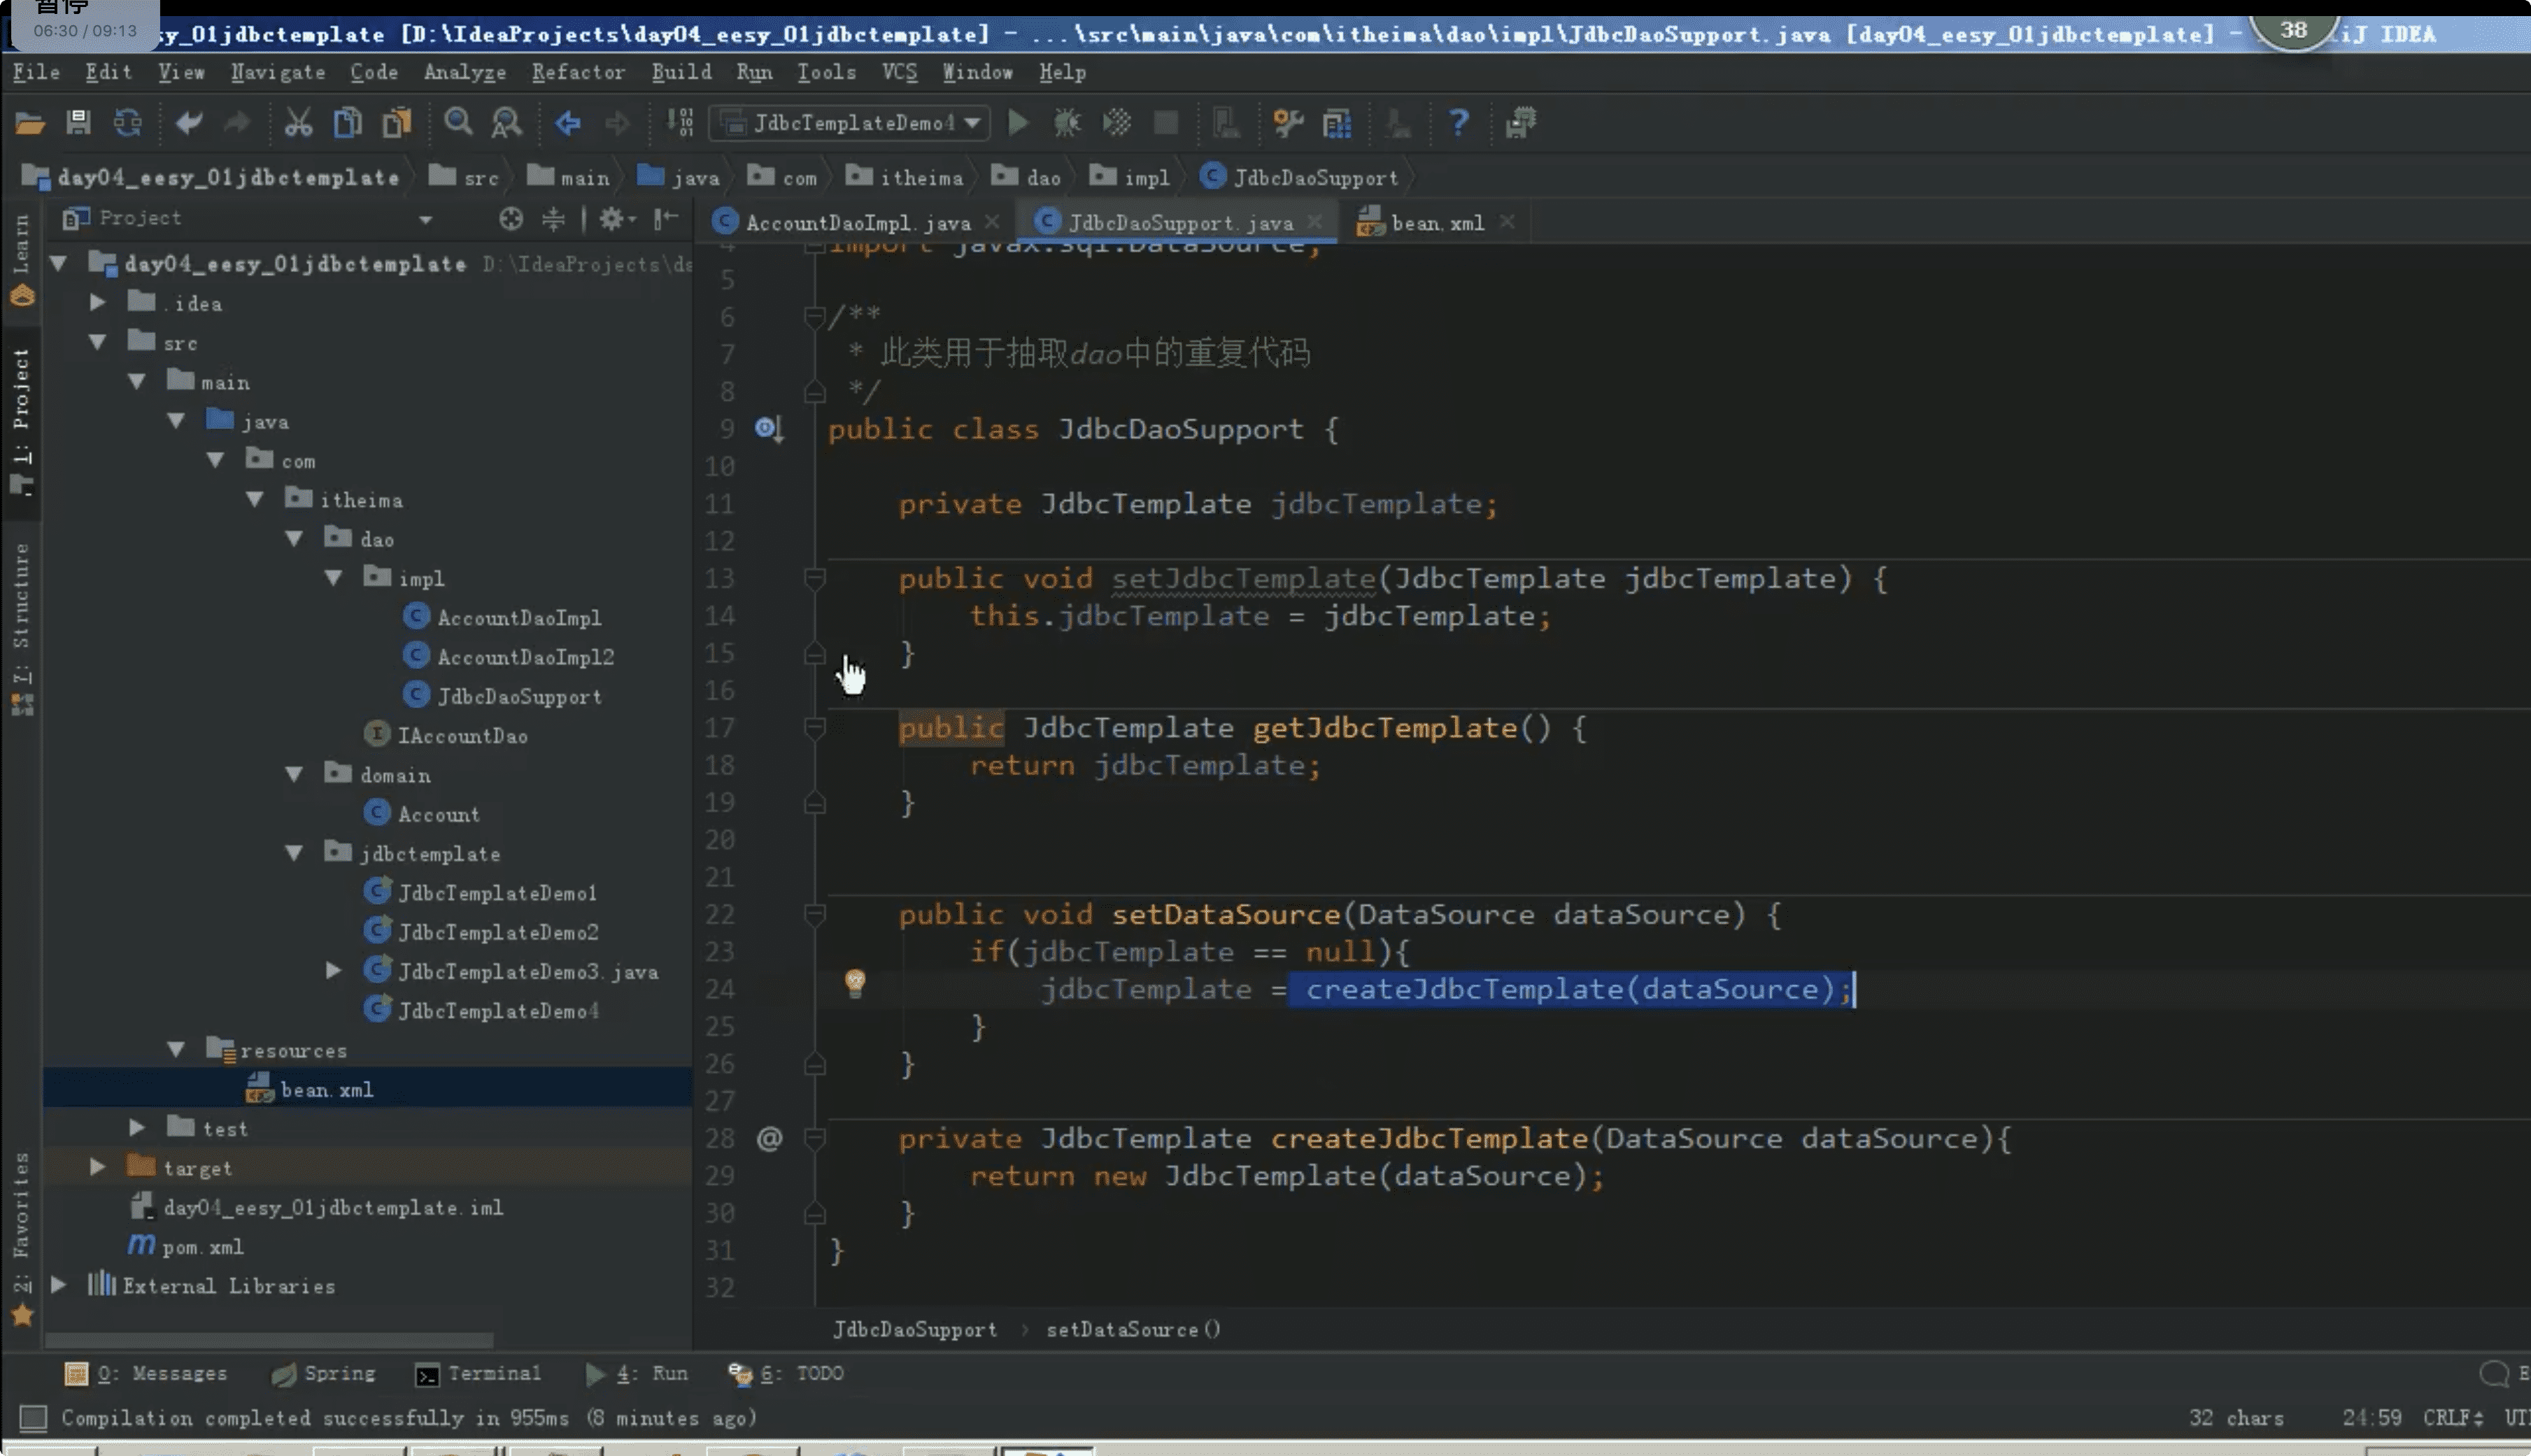 暂停
06:30 / 09:13
sy_01jdbctemplate [D:\IdeaProjects\day04_eesy_01jdbctemplate] - ...\src\main\java\com\itheima\dao\impl\JdbcDaoSupport.java [day04_eesy_01jdbctemplate] - iJ IDEA
38
File Edit View Navigate Code Analyze Refactor Build Run Tools VCS Window Help
JdbcTemplateDemo4
day04_eesy_01jdbctemplate src main java com itheima dao impl JdbcDaoSupport
Project
AccountDaoImpl.java JdbcDaoSupport.java bean.xml
Learn
1: Project
7: Structure
2: Favorites
day04_eesy_01jdbctemplate D:\IdeaProjects\da
.idea
src
main
java
com
itheima
dao
impl
AccountDaoImpl
AccountDaoImpl2
JdbcDaoSupport
IAccountDao
domain
Account
jdbctemplate
JdbcTemplateDemo1
JdbcTemplateDemo2
JdbcTemplateDemo3.java
JdbcTemplateDemo4
resources
bean.xml
test
target
day04_eesy_01jdbctemplate.iml
pom.xml
External Libraries
4 import javax.sql.DataSource;
5
6 /**
7 * 此类用于抽取dao中的重复代码
8 */
9 public class JdbcDaoSupport {
10
11 private JdbcTemplate jdbcTemplate;
12
13 public void setJdbcTemplate(JdbcTemplate jdbcTemplate) {
14 this.jdbcTemplate = jdbcTemplate;
15 }
16
17 public JdbcTemplate getJdbcTemplate() {
18 return jdbcTemplate;
19 }
20
21
22 public void setDataSource(DataSource dataSource) {
23 if(jdbcTemplate == null){
24 jdbcTemplate = createJdbcTemplate(dataSource);
25 }
26 }
27
28 @ private JdbcTemplate createJdbcTemplate(DataSource dataSource){
29 return new JdbcTemplate(dataSource);
30 }
31 }
32
JdbcDaoSupport › setDataSource()
0: Messages Spring Terminal 4: Run 6: TODO E
Compilation completed successfully in 955ms (8 minutes ago) 32 chars 24:59 CRLF UT